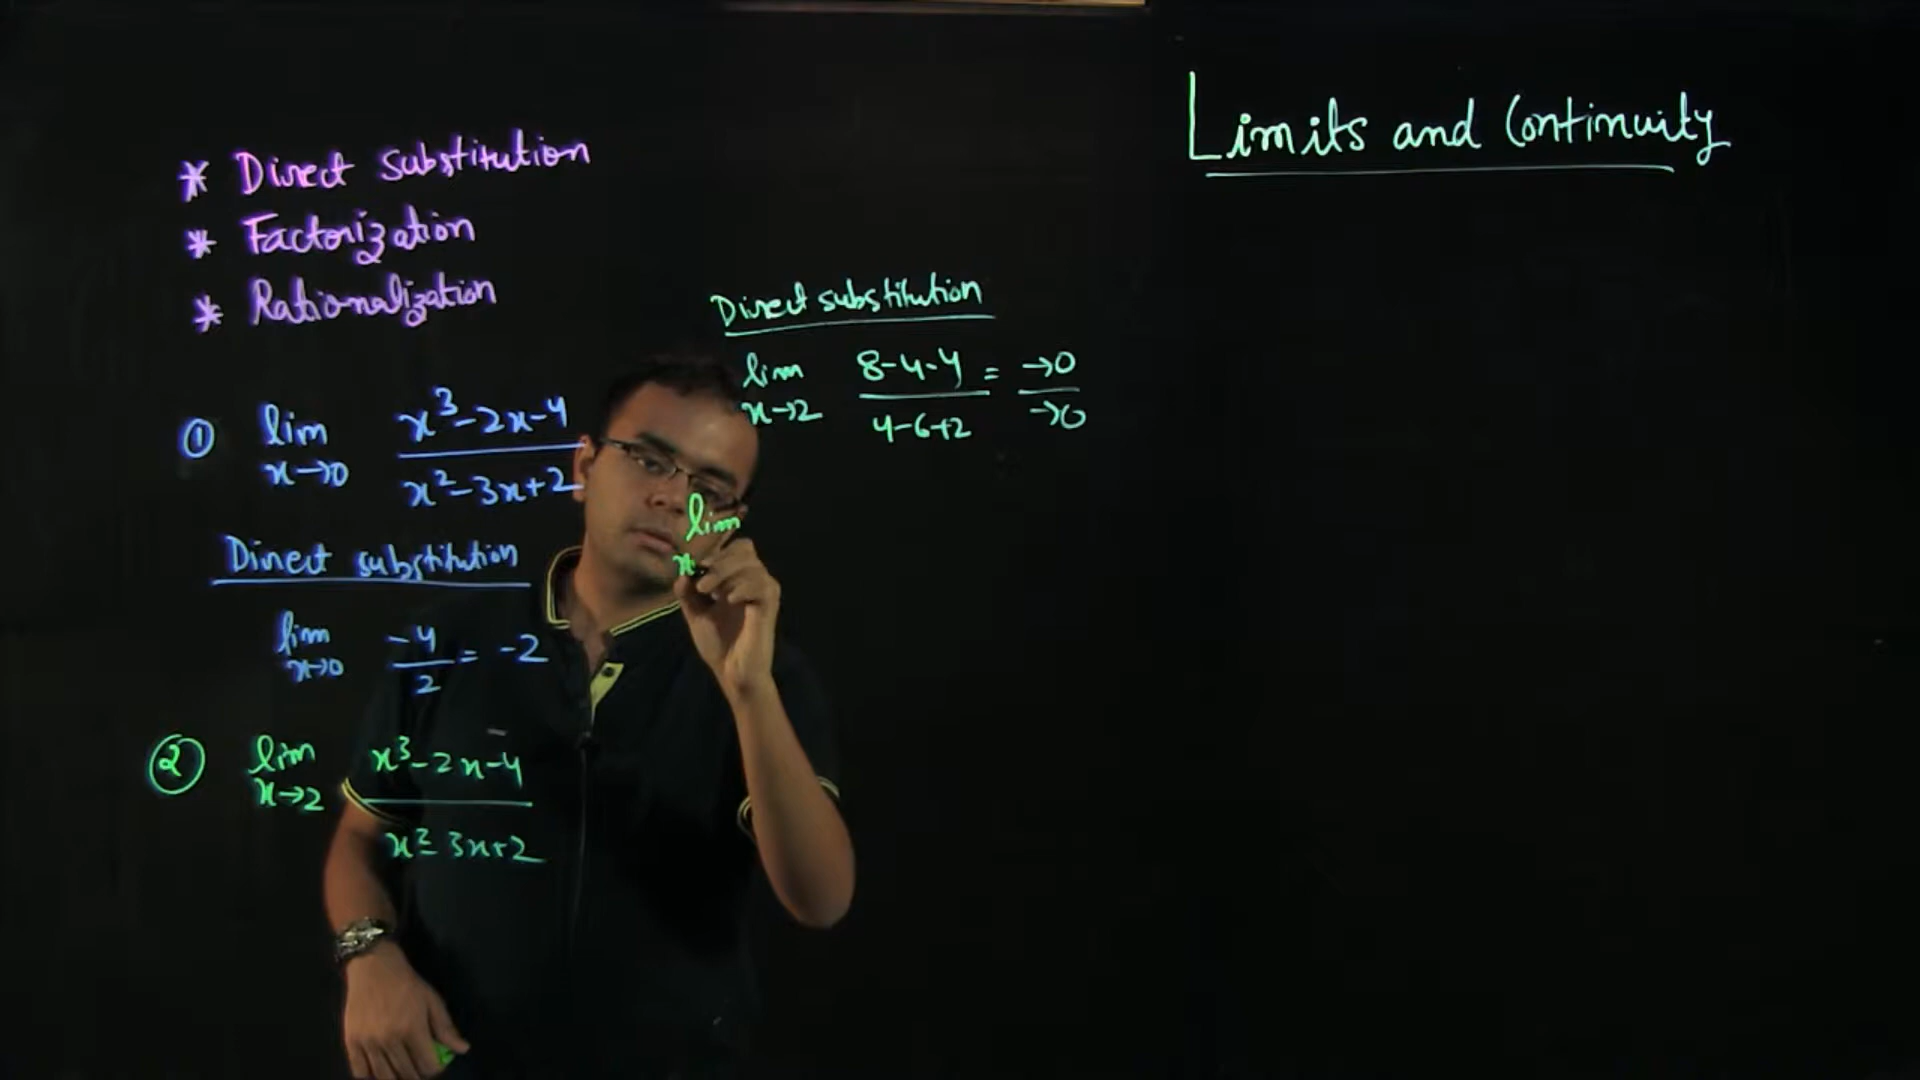 Limits and Continuity
* Direct substitution
* Factorization
* Rationalization
① lim x→0 (x³-2x-4)/(x²-3x+2)
Direct substitution
lim x→0 -4/2 = -2
② lim x→2 (x³-2x-4)/(x²-3x+2)
Direct substitution
lim x→2 (8-4-4)/(4-6+2) = →0/→0
lim x